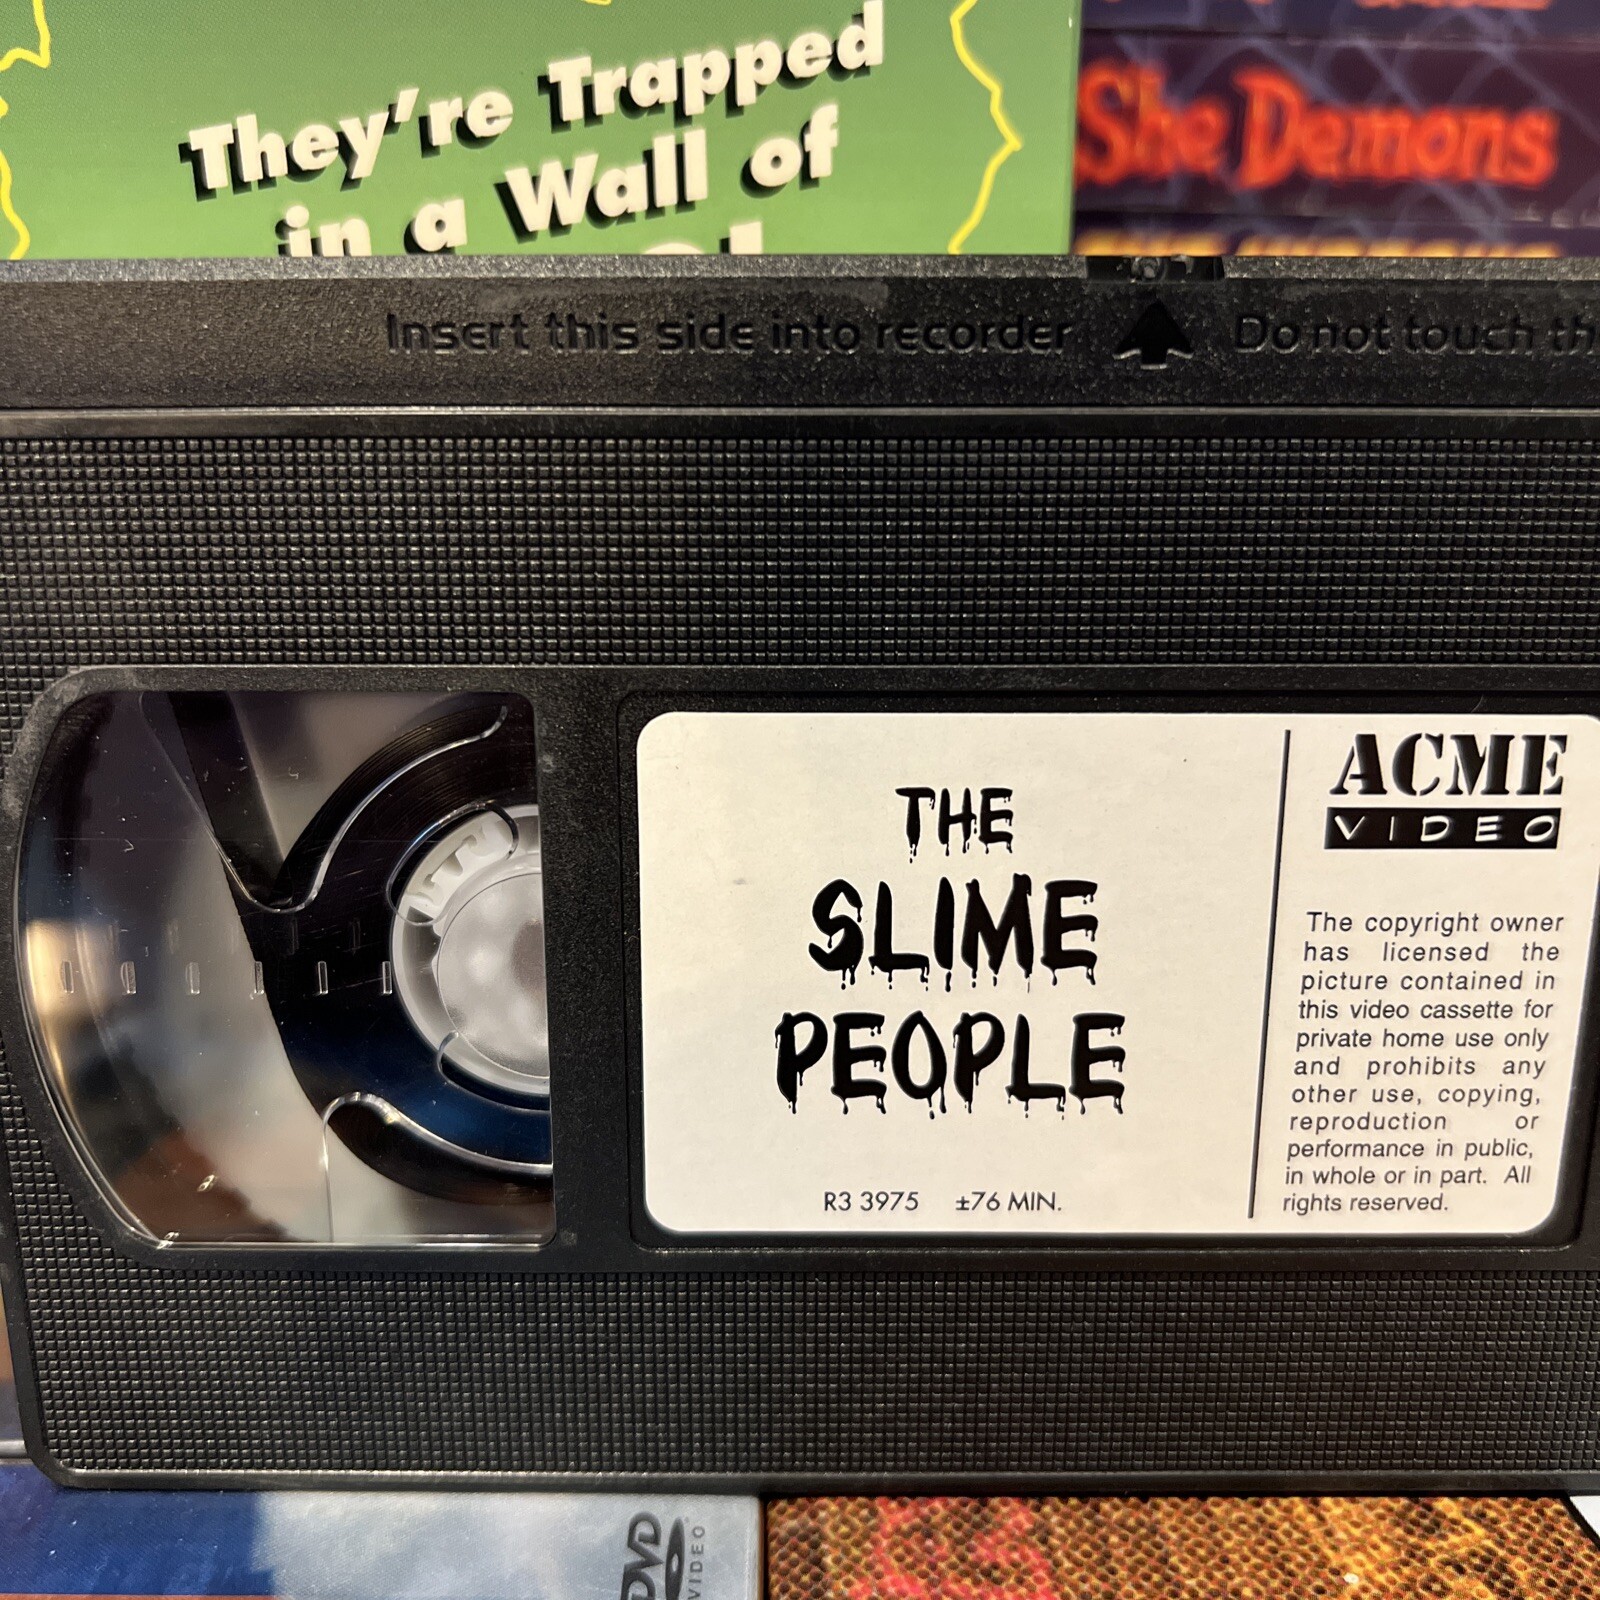 They're Trapped
in a Wall of
She Demons
Insert this side into recorder
Do not touch
THE
SLIME
PEOPLE
R3 3975 ±76 MIN.
ACME
VIDEO
The copyright owner
has licensed the
picture contained in
this video cassette for
private home use only
and prohibits any
other use, copying,
reproduction or
performance in public,
in whole or in part. All
rights reserved.
DVD
VIDEO